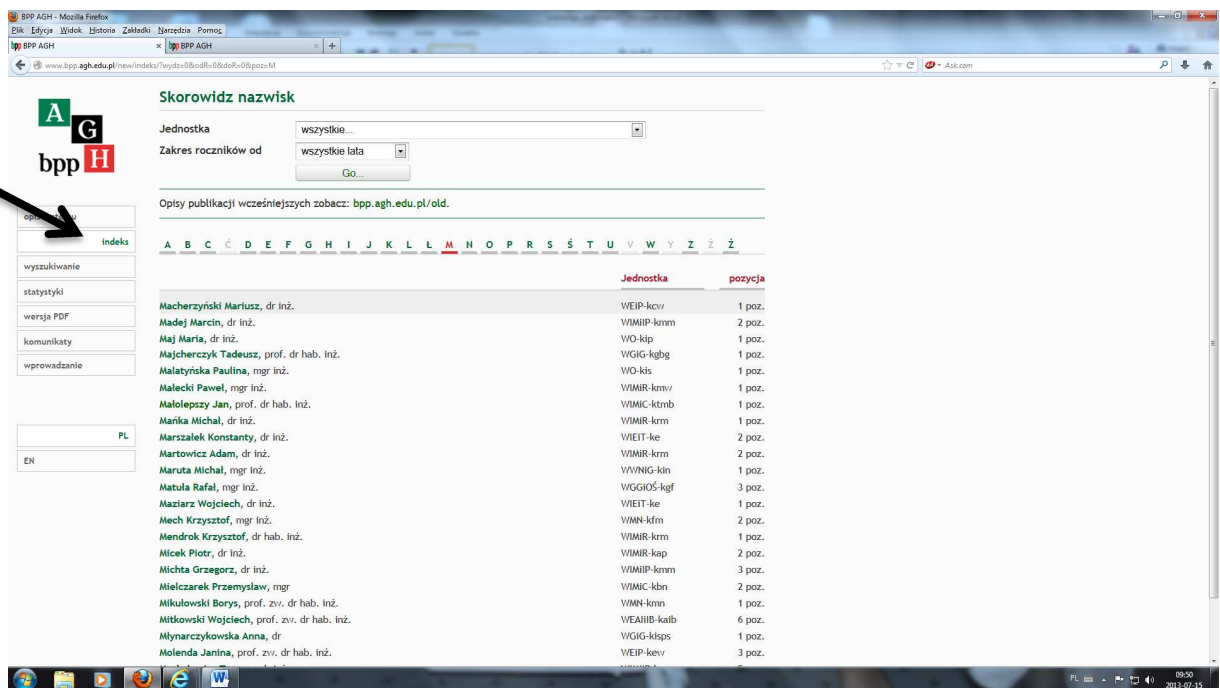 BPP AGH - Mozilla Firefox
Plik Edycja Widok Historia Zakładki Narzędzia Pomoc
bpp BPP AGH × bpp BPP AGH × +
www.bpp.agh.edu.pl/new/indeks/?wydz=0&odR=0&doR=0&poz=M Ask.com
A G
bpp H
indeks
wyszukiwanie
statystyki
wersja PDF
komunikaty
wprowadzanie
PL
EN
Skorowidz nazwisk
Jednostka wszystkie...
Zakres roczników od wszystkie lata
Go...
Opisy publikacji wcześniejszych zobacz: bpp.agh.edu.pl/old.
A B C Ć D E F G H I J K L Ł M N O P R S Ś T U V W Y Z Ź Ż
Jednostka pozycja
Macherzyński Mariusz, dr inż. WEiP-kcw 1 poz.
Madej Marcin, dr inż. WIMiIP-kmm 2 poz.
Maj Maria, dr inż. WO-kip 1 poz.
Majcherczyk Tadeusz, prof. dr hab. inż. WGiG-kgbg 1 poz.
Malatyńska Paulina, mgr inż. WO-kis 1 poz.
Małecki Paweł, mgr inż. WIMiR-kmw 1 poz.
Małolepszy Jan, prof. dr hab. inż. WIMiC-ktmb 1 poz.
Mańka Michał, dr inż. WIMiR-krm 1 poz.
Marszałek Konstanty, dr inż. WIEiT-ke 2 poz.
Martowicz Adam, dr inż. WIMiR-krm 2 poz.
Maruta Michał, mgr inż. WWNiG-kin 1 poz.
Matuła Rafał, mgr inż. WGGiOŚ-kgf 3 poz.
Maziarz Wojciech, dr inż. WIEiT-ke 1 poz.
Mech Krzysztof, mgr inż. WMN-kfm 2 poz.
Mendrok Krzysztof, dr hab. inż. WIMiR-krm 1 poz.
Micek Piotr, dr inż. WIMiR-kap 2 poz.
Michta Grzegorz, dr inż. WIMiIP-kmm 3 poz.
Mielczarek Przemysław, mgr WIMiC-kbn 2 poz.
Mikułowski Borys, prof. zw. dr hab. inż. WMN-kmn 1 poz.
Mitkowski Wojciech, prof. zw. dr hab. inż. WEAIiIB-kaib 6 poz.
Młynarczykowska Anna, dr WGiG-kisps 1 poz.
Molenda Janina, prof. zw. dr hab. inż. WEiP-kew 3 poz.
PL 09:50
2013-07-15